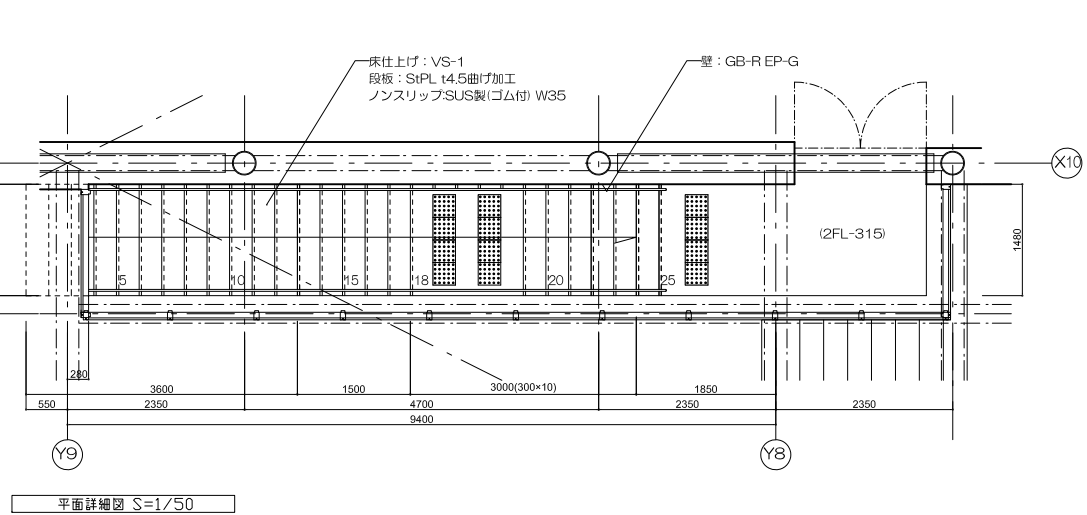 床仕上げ：VS-1
段板：StPL t4.5曲げ加工
ノンスリップ:SUS製(ゴム付) W35
壁：GB-R EP-G
X10
(2FL-315)
1480
5
10
15
18
20
25
280
3600
1500
3000(300×10)
1850
550
2350
4700
2350
2350
9400
Y9
Y8
平面詳細図 S=1/50